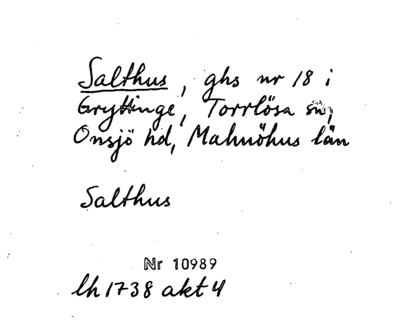 Salthus, ghs nr 18 i
Gryttinge, Torrlösa sn,
Onsjö hd, Malmöhus län
Salthus
Nr 10989
lh 1738 akt 4